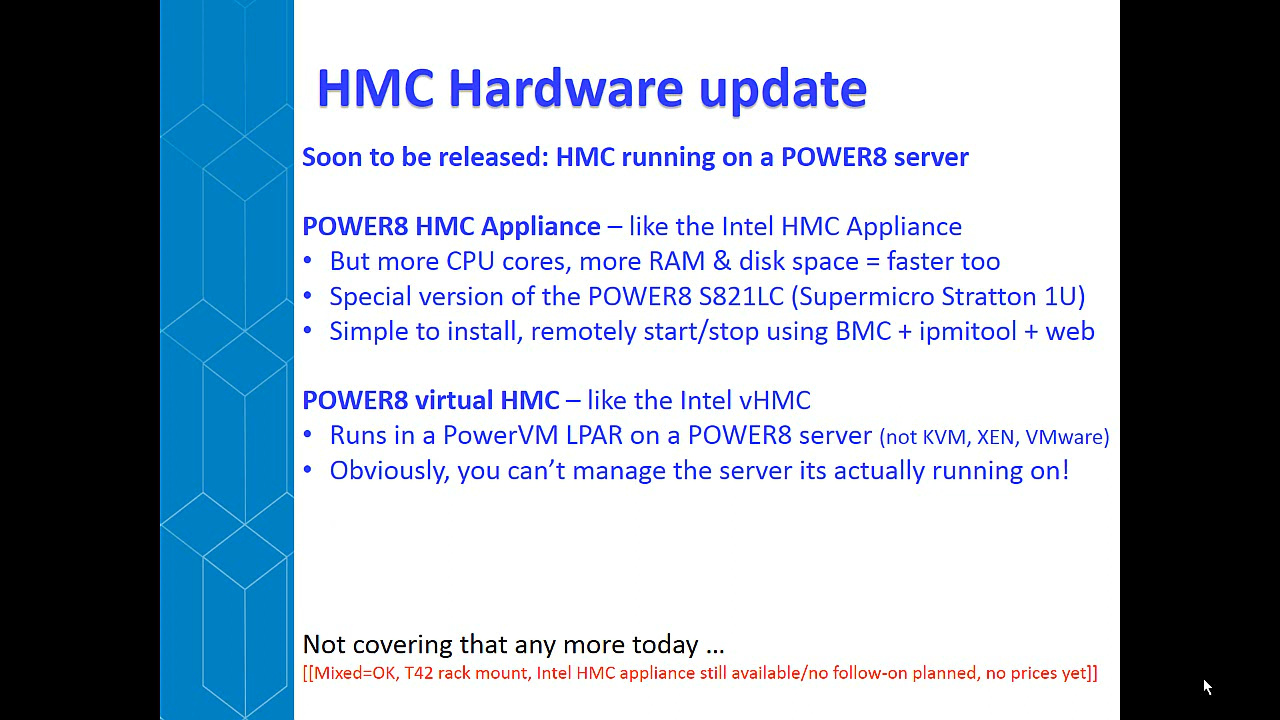 HMC Hardware update
Soon to be released: HMC running on a POWER8 server
POWER8 HMC Appliance – like the Intel HMC Appliance
• But more CPU cores, more RAM & disk space = faster too
• Special version of the POWER8 S821LC (Supermicro Stratton 1U)
• Simple to install, remotely start/stop using BMC + ipmitool + web
POWER8 virtual HMC – like the Intel vHMC
• Runs in a PowerVM LPAR on a POWER8 server (not KVM, XEN, VMware)
• Obviously, you can’t manage the server its actually running on!
Not covering that any more today …
[[Mixed=OK, T42 rack mount, Intel HMC appliance still available/no follow-on planned, no prices yet]]